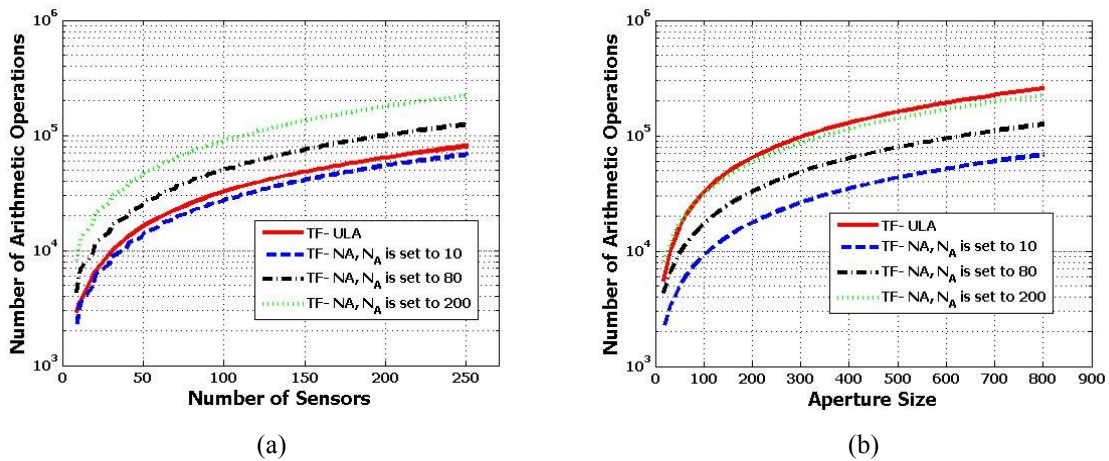 10^6
10^5
10^4
10^3
Number of Arithmetic Operations
TF- ULA
TF- NA, N_A is set to 10
TF- NA, N_A is set to 80
TF- NA, N_A is set to 200
0 50 100 150 200 250
Number of Sensors
(a)
10^6
10^5
10^4
10^3
Number of Arithmetic Operations
TF- ULA
TF- NA, N_A is set to 10
TF- NA, N_A is set to 80
TF- NA, N_A is set to 200
0 100 200 300 400 500 600 700 800 900
Aperture Size
(b)